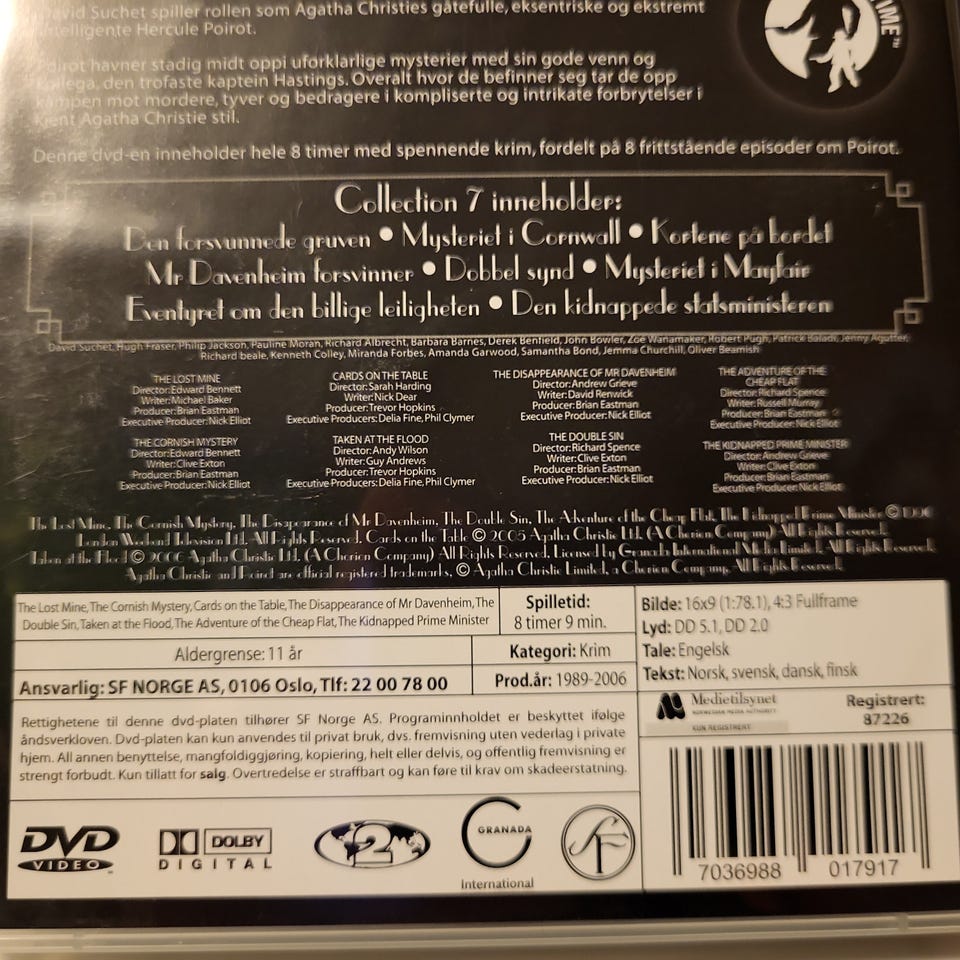 David Suchet spiller rollen som Agatha Christies gåtefulle, eksentriske og ekstremt
intelligente Hercule Poirot.
TIME™
Poirot havner stadig midt oppi uforklarlige mysterier med sin gode venn og
kollega, den trofaste kaptein Hastings. Overalt hvor de befinner seg tar de opp
kampen mot mordere, tyver og bedragere i kompliserte og intrikate forbrytelser i
kjent Agatha Christie stil.
Denne dvd-en inneholder hele 8 timer med spennende krim, fordelt på 8 frittstående episoder om Poirot.
Collection 7 inneholder:
Den forsvunnede gruven • Mysteriet i Cornwall • Kortene på bordet
Mr Davenheim forsvinner • Dobbel synd • Mysteriet i Mayfair
Eventyret om den billige leiligheten • Den kidnappede statsministeren
David Suchet, Hugh Fraser, Philip Jackson, Pauline Moran, Richard Albrecht, Barbara Barnes, Derek Benfield, John Bowler, Zoe Wanamaker, Robert Pugh, Patrick Baladi, Jenny Agutter,
Richard beale, Kenneth Colley, Miranda Forbes, Amanda Garwood, Samantha Bond, Jemma Churchill, Oliver Beamish
THE LOST MINE
Director:Edward Bennett
Writer:Michael Baker
Producer:Brian Eastman
Executive Producer:Nick Elliot
CARDS ON THE TABLE
Director:Sarah Harding
Writer:Nick Dear
Producer:Trevor Hopkins
Executive Producers:Delia Fine, Phil Clymer
THE DISAPPEARANCE OF MR DAVENHEIM
Director:Andrew Grieve
Writer:David Renwick
Producer:Brian Eastman
Executive Producer:Nick Elliot
THE ADVENTURE OF THE
CHEAP FLAT
Director:Richard Spence
Writer:Russell Murray
Producer:Brian Eastman
Executive Producer:Nick Elliot
THE CORNISH MYSTERY
Director:Edward Bennett
Writer:Clive Exton
Producer:Brian Eastman
Executive Producer:Nick Elliot
TAKEN AT THE FLOOD
Director:Andy Wilson
Writer:Guy Andrews
Producer:Trevor Hopkins
Executive Producers:Delia Fine, Phil Clymer
THE DOUBLE SIN
Director:Richard Spence
Writer:Clive Exton
Producer:Brian Eastman
Executive Producer:Nick Elliot
THE KIDNAPPED PRIME MINISTER
Director:Andrew Grieve
Writer:Clive Exton
Producer:Brian Eastman
Executive Producer:Nick Elliot
The Lost Mine, The Cornish Mystery, The Disapearance of Mr Davenheim, The Double Sin, The Adventure of the Cheap Flat, The Kidnapped Prime Minister ©
London Weekend Television Ltd. All Rights Reserved. Cards on the Table © 2005 Agatha Christie Ltd. (A Chorion Company) All Rights Reserved.
Taken at the Flood © 2006 Agatha Christie Ltd. (A Chorion Company) All Rights Reserved. Licensed by Granada International Media Limited. All Rights Reserved.
Agatha Christie and Poirot are official registered trademarks, © Agatha Christie Limited, a Chorion Company, All Rights Reserved.
The Lost Mine, The Cornish Mystery, Cards on the Table, The Disappearance of Mr Davenheim, The
Double Sin, Taken at the Flood, The Adventure of the Cheap Flat, The Kidnapped Prime Minister
Spilletid:
8 timer 9 min.
Aldergrense: 11 år
Kategori: Krim
Ansvarlig: SF NORGE AS, 0106 Oslo, Tlf: 22 00 78 00
Prod.år: 1989-2006
Bilde: 16x9 (1:78.1), 4:3 Fullframe
Lyd: DD 5.1, DD 2.0
Tale: Engelsk
Tekst: Norsk, svensk, dansk, finsk
Medietilsynet
NORWEGIAN MEDIA AUTHORITY
KUN REGISTRERT
Registrert:
87226
Rettighetene til denne dvd-platen tilhører SF Norge AS. Programinnholdet er beskyttet ifølge
åndsverkloven. Dvd-platen kan kun anvendes til privat bruk, dvs. fremvisning uten vederlag i private
hjem. All annen benyttelse, mangfoldiggjøring, kopiering, helt eller delvis, og offentlig fremvisning er
strengt forbudt. Kun tillatt for salg. Overtredelse er straffbart og kan føre til krav om skadeerstatning.
DVD
VIDEO™
DOLBY
DIGITAL
2
GRANADA
International
SF
7036988 017917